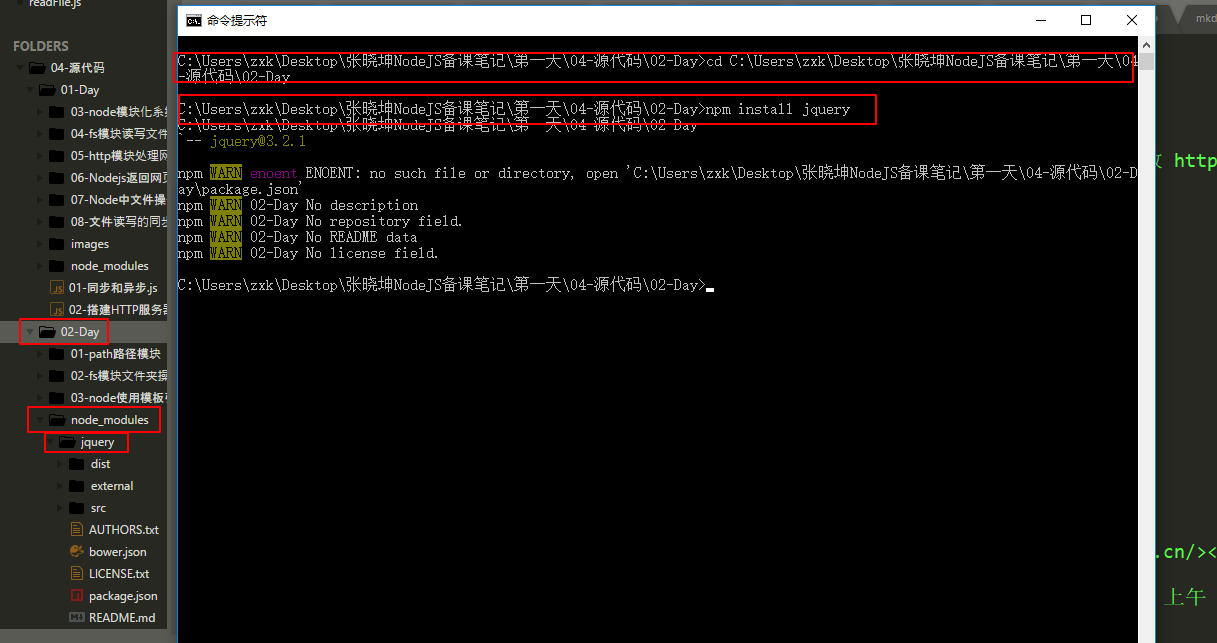 readFile.js
FOLDERS
04-源代码
01-Day
03-node模块化系
04-fs模块读写文件
05-http模块处理网
06-Nodejs返回网页
07-Node中文件操
08-文件读写的同步
images
node_modules
01-同步和异步.js
02-搭建HTTP服务器
02-Day
01-path路径模块
02-fs模块文件夹操
03-node使用模板引
node_modules
jquery
dist
external
src
AUTHORS.txt
bower.json
LICENSE.txt
package.json
README.md
命令提示符
C:\Users\zxk\Desktop\张晓坤NodeJS备课笔记\第一天\04-源代码\02-Day>cd C:\Users\zxk\Desktop\张晓坤NodeJS备课笔记\第一天\04
-源代码\02-Day
C:\Users\zxk\Desktop\张晓坤NodeJS备课笔记\第一天\04-源代码\02-Day>npm install jquery
C:\Users\zxk\Desktop\张晓坤NodeJS备课笔记\第一天\04-源代码\02-Day
`-- jquery@3.2.1
npm WARN enoent ENOENT: no such file or directory, open 'C:\Users\zxk\Desktop\张晓坤NodeJS备课笔记\第一天\04-源代码\02-D
ay\package.json'
npm WARN 02-Day No description
npm WARN 02-Day No repository field.
npm WARN 02-Day No README data
npm WARN 02-Day No license field.
C:\Users\zxk\Desktop\张晓坤NodeJS备课笔记\第一天\04-源代码\02-Day>
mkd
http
.cn/><
上午